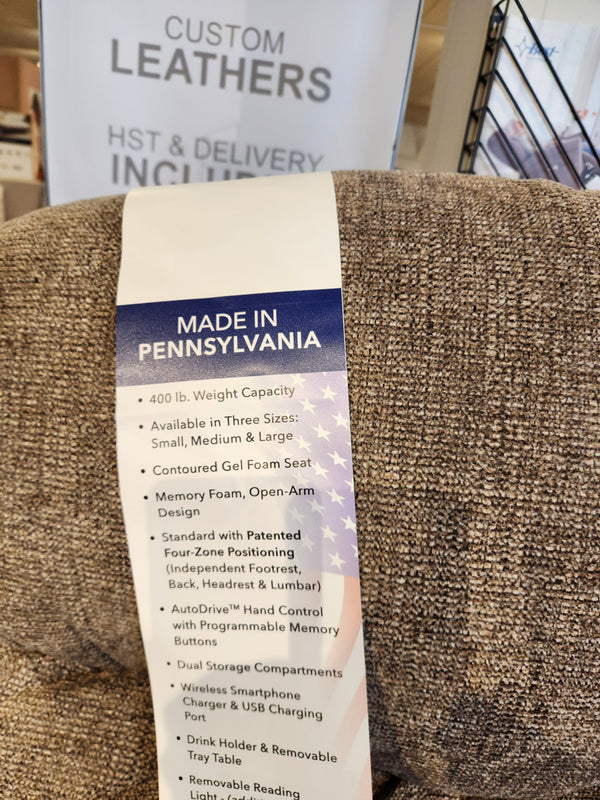 CUSTOM
LEATHERS
HST & DELIVERY
MADE IN
PENNSYLVANIA
• 400 lb. Weight Capacity
• Available in Three Sizes:
Small, Medium & Large
• Contoured Gel Foam Seat
• Memory Foam, Open-Arm
Design
• Standard with Patented
Four-Zone Positioning
(Independent Footrest,
Back, Headrest & Lumbar)
• AutoDrive™ Hand Control
with Programmable Memory
Buttons
• Dual Storage Compartments
• Wireless Smartphone
Charger & USB Charging
Port
• Drink Holder & Removable
Tray Table
• Removable Reading
Light -